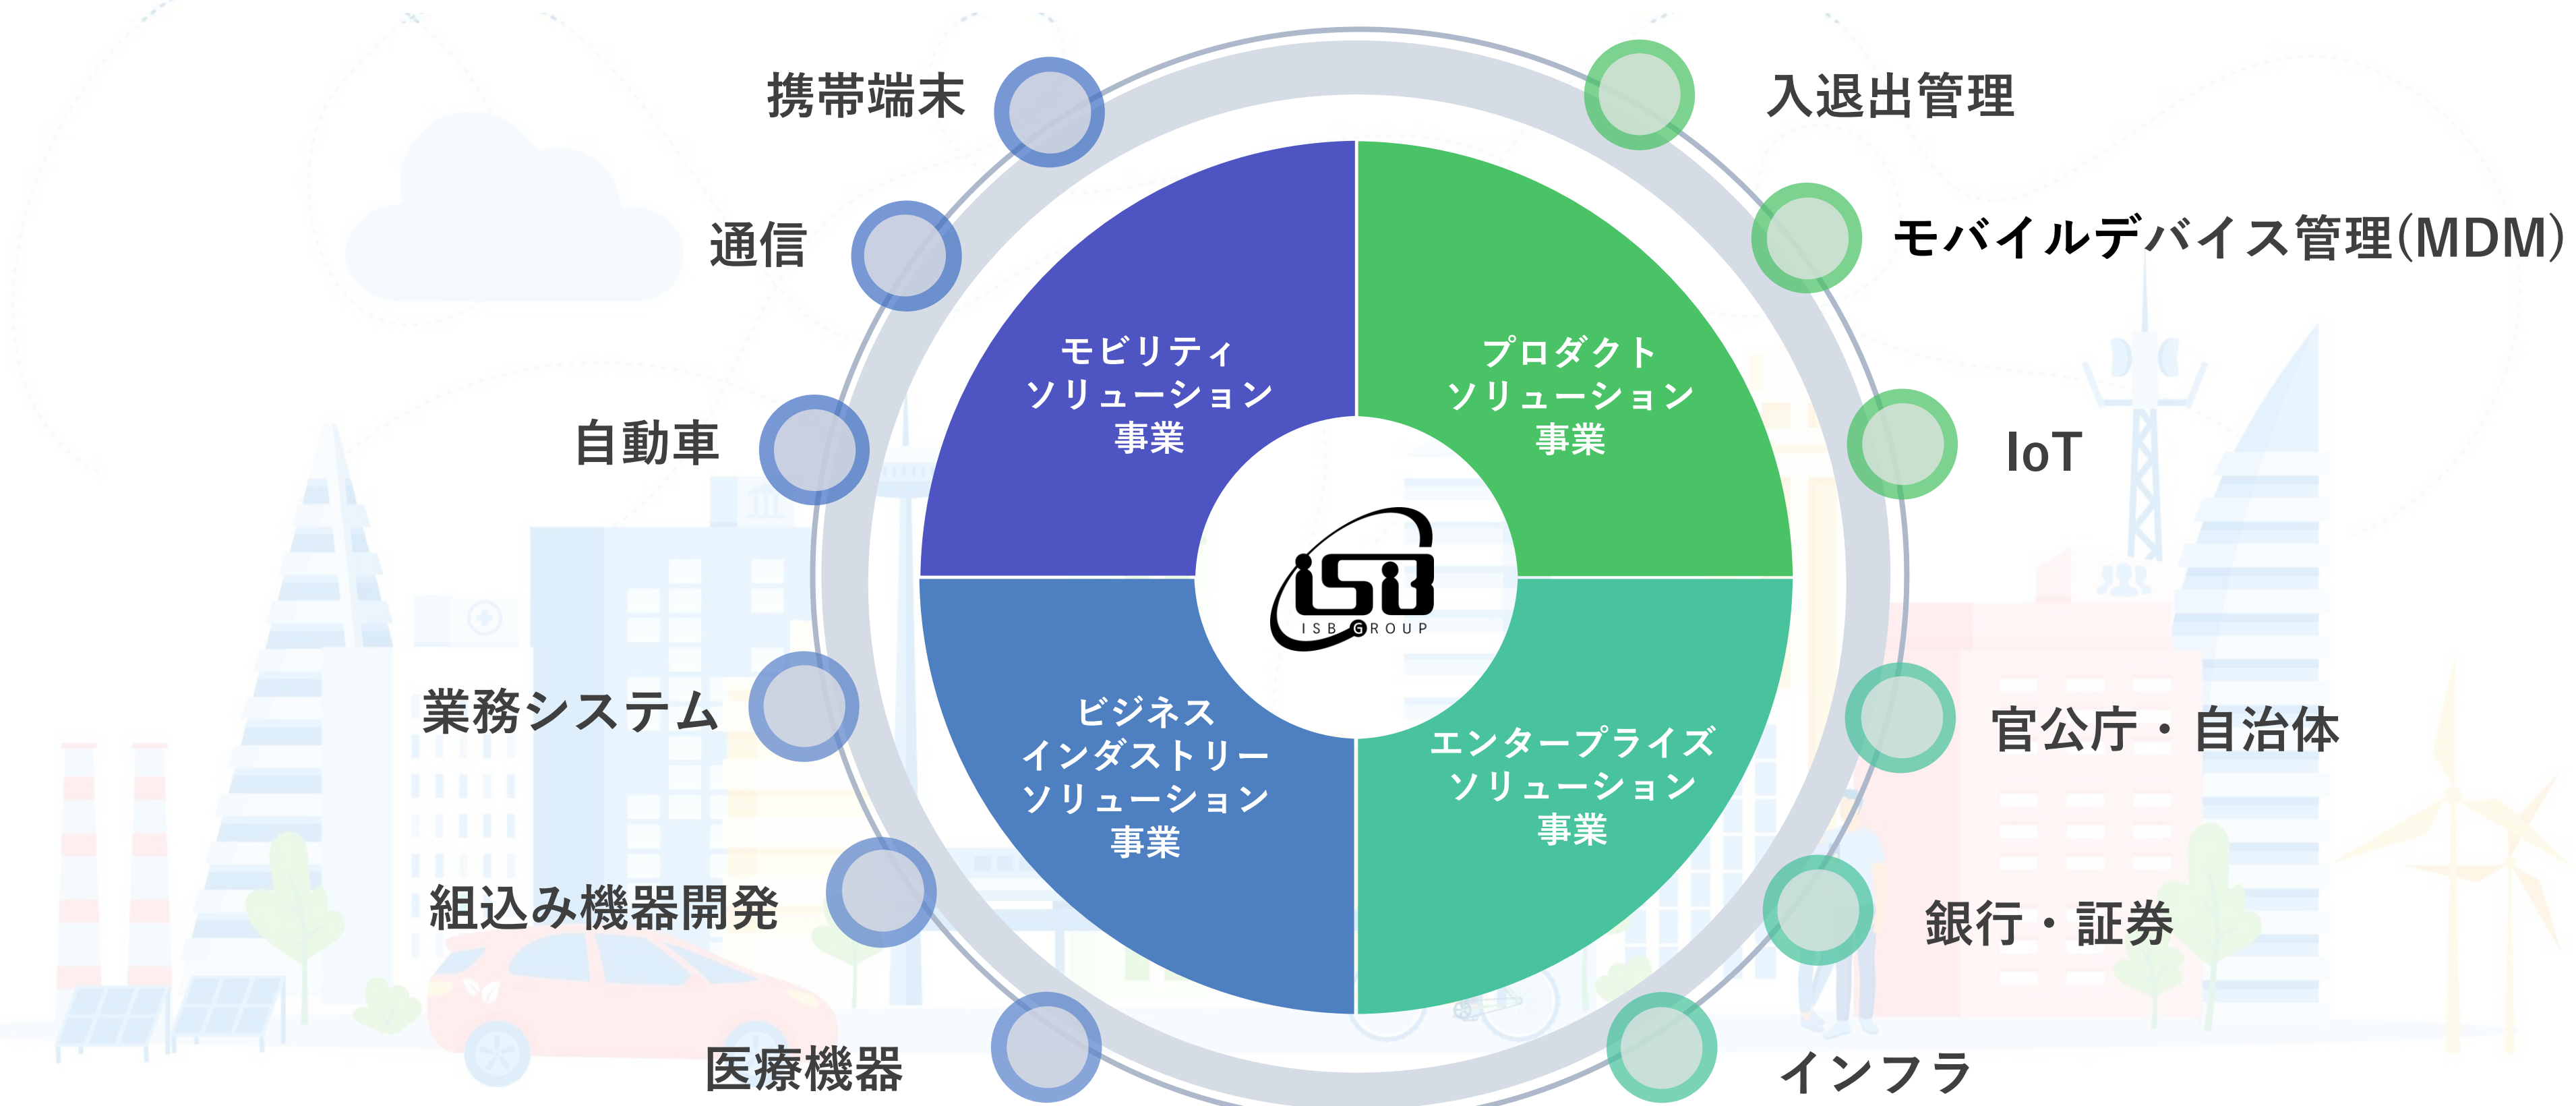 携帯端末
通信
自動車
業務システム
組込み機器開発
医療機器
モビリティ
ソリューション
事業
プロダクト
ソリューション
事業
ビジネス
インダストリー
ソリューション
事業
エンタープライズ
ソリューション
事業
isB
ISB GROUP
入退出管理
モバイルデバイス管理(MDM)
IoT
官公庁・自治体
銀行・証券
インフラ